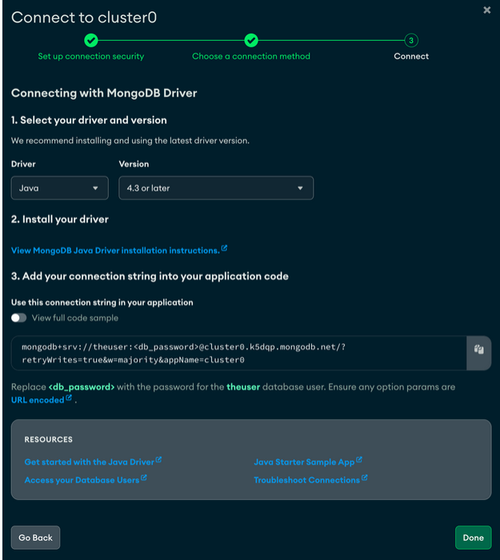 Connect to cluster0
Set up connection security
Choose a connection method
3
Connect
Connecting with MongoDB Driver
1. Select your driver and version
We recommend installing and using the latest driver version.
Driver
Version
Java
4.3 or later
2. Install your driver
View MongoDB Java Driver installation instructions.
3. Add your connection string into your application code
Use this connection string in your application
View full code sample
mongodb+srv://theuser:<db_password>@cluster0.k5dqp.mongodb.net/?
retryWrites=true&w=majority&appName=cluster0
Replace <db_password> with the password for the theuser database user. Ensure any option params are
URL encoded .
RESOURCES
Get started with the Java Driver
Java Starter Sample App
Access your Database Users
Troubleshoot Connections
Go Back
Done